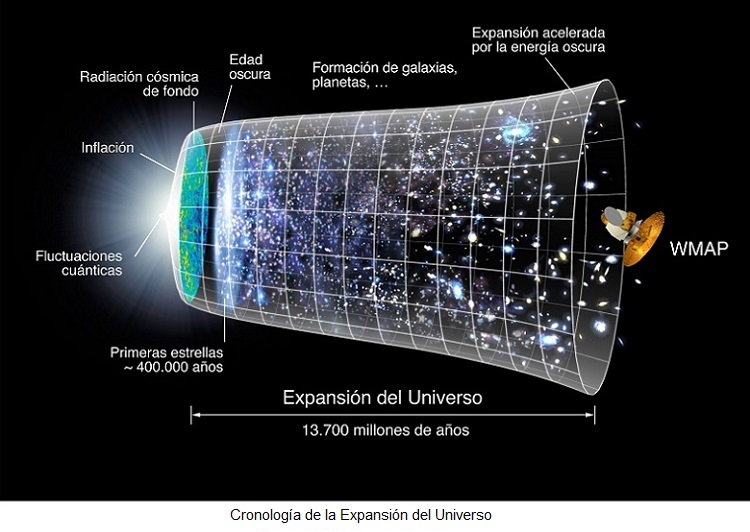 Expansión acelerada
por la energía oscura
Edad
oscura
Formación de galaxias,
planetas, ...
Radiación cósmica
de fondo
Inflación
Fluctuaciones
cuánticas
WMAP
Primeras estrellas
~ 400.000 años
Expansión del Universo
13.700 millones de años
Cronología de la Expansión del Universo